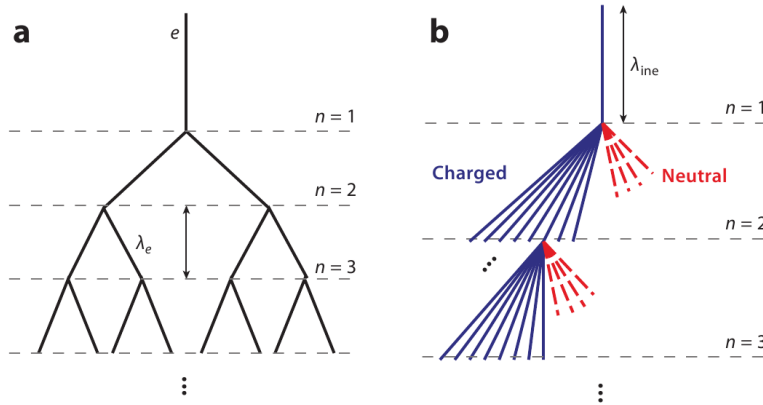 a
e
n = 1
n = 2
λe
n = 3
b
λine
n = 1
Charged
Neutral
n = 2
n = 3